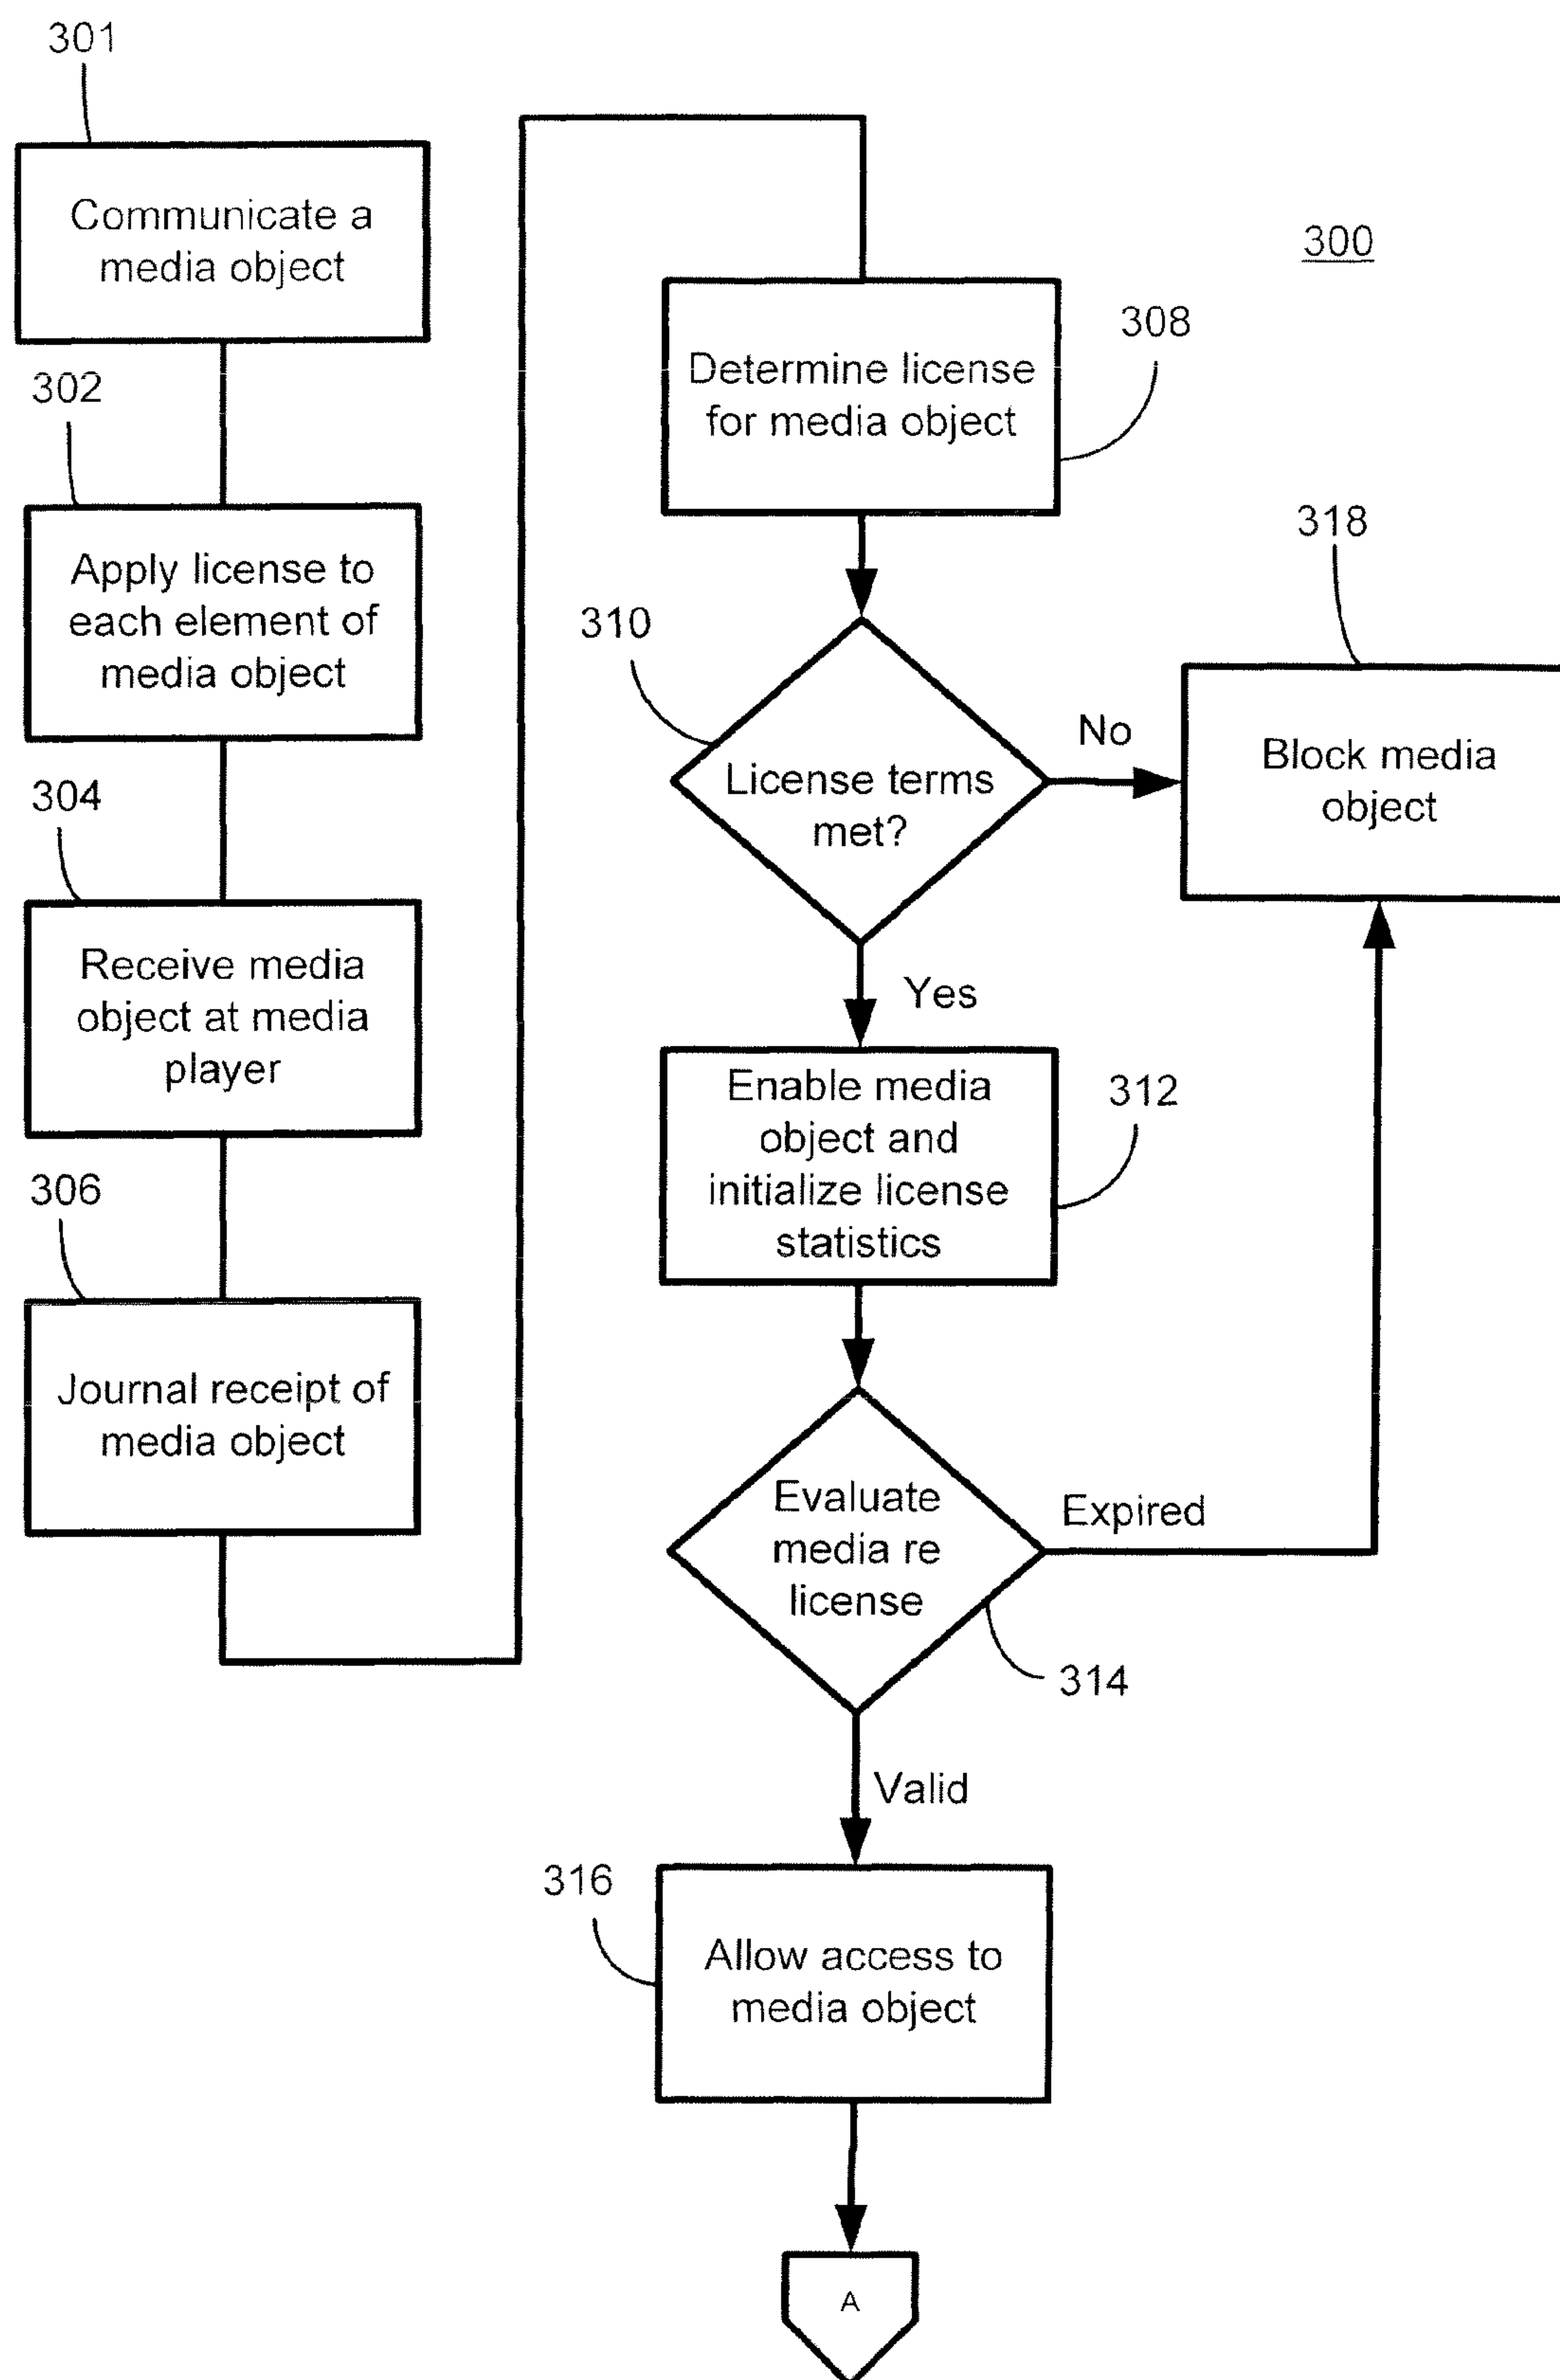 301
Communicate a
media object
302
Apply license to
each element of
media object
304
Receive media
object at media
player
306
Journal receipt of
media object
300
308
Determine license
for media object
310
License terms
met?
No
318
Block media
object
Yes
312
Enable media
object and
initialize license
statistics
Evaluate
media re
license
Expired
314
Valid
316
Allow access to
media object
A